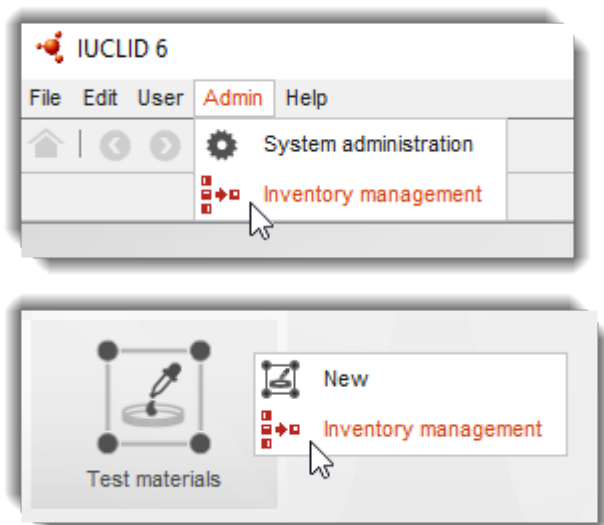 IUCLID 6
File Edit User Admin Help
System administration
Inventory management
New
Inventory management
Test materials